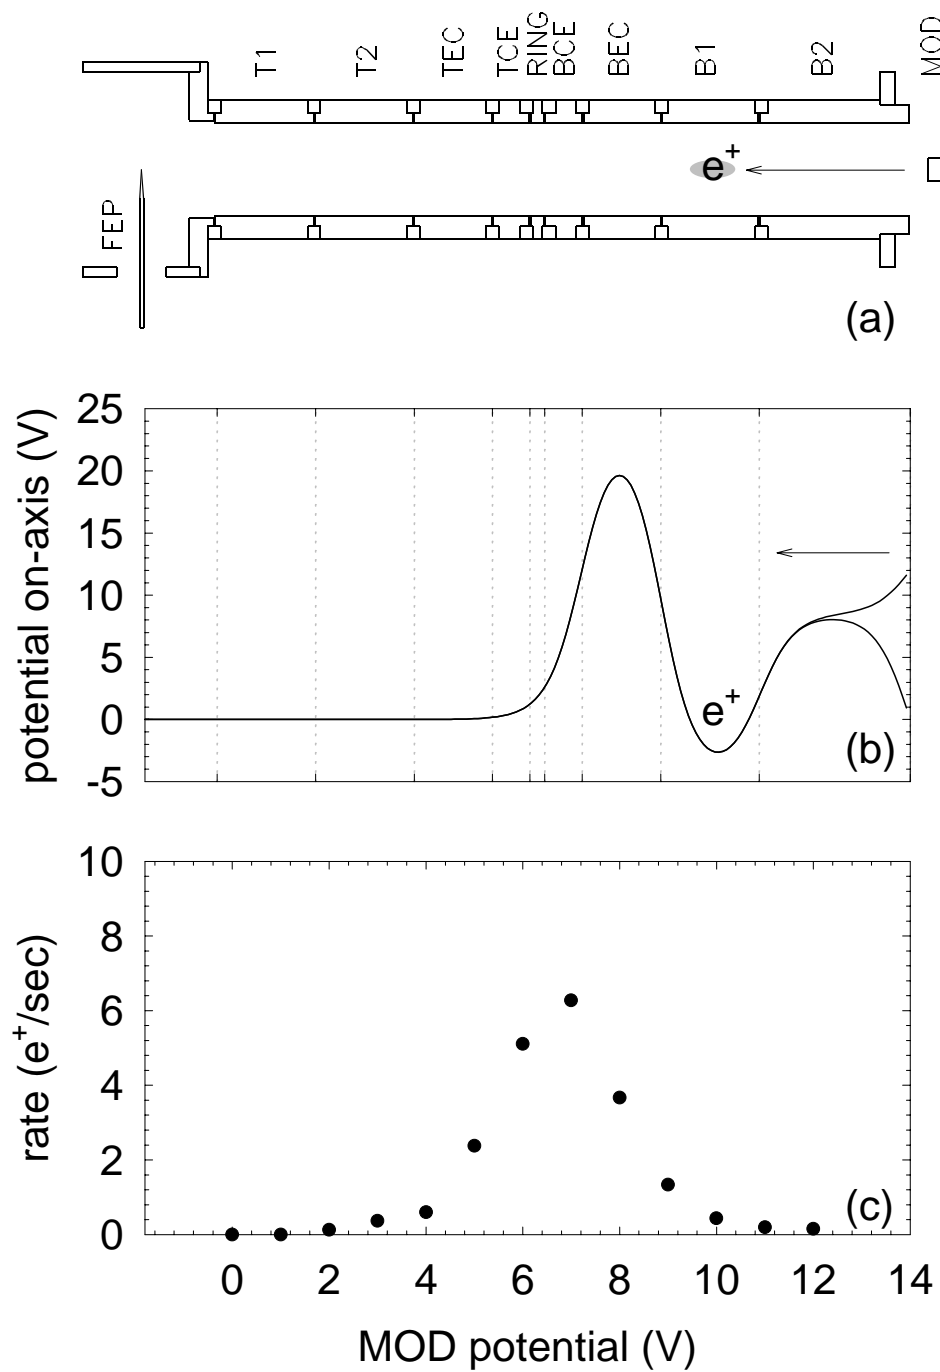 T1 T2 TEC TCE RING BCE BEC B1 B2 MOD
e+
FEP
(a)
potential on-axis (V)
25
20
15
10
5
0
-5
e+
(b)
rate (e+/sec)
10
8
6
4
2
0
(c)
0 2 4 6 8 10 12 14
MOD potential (V)